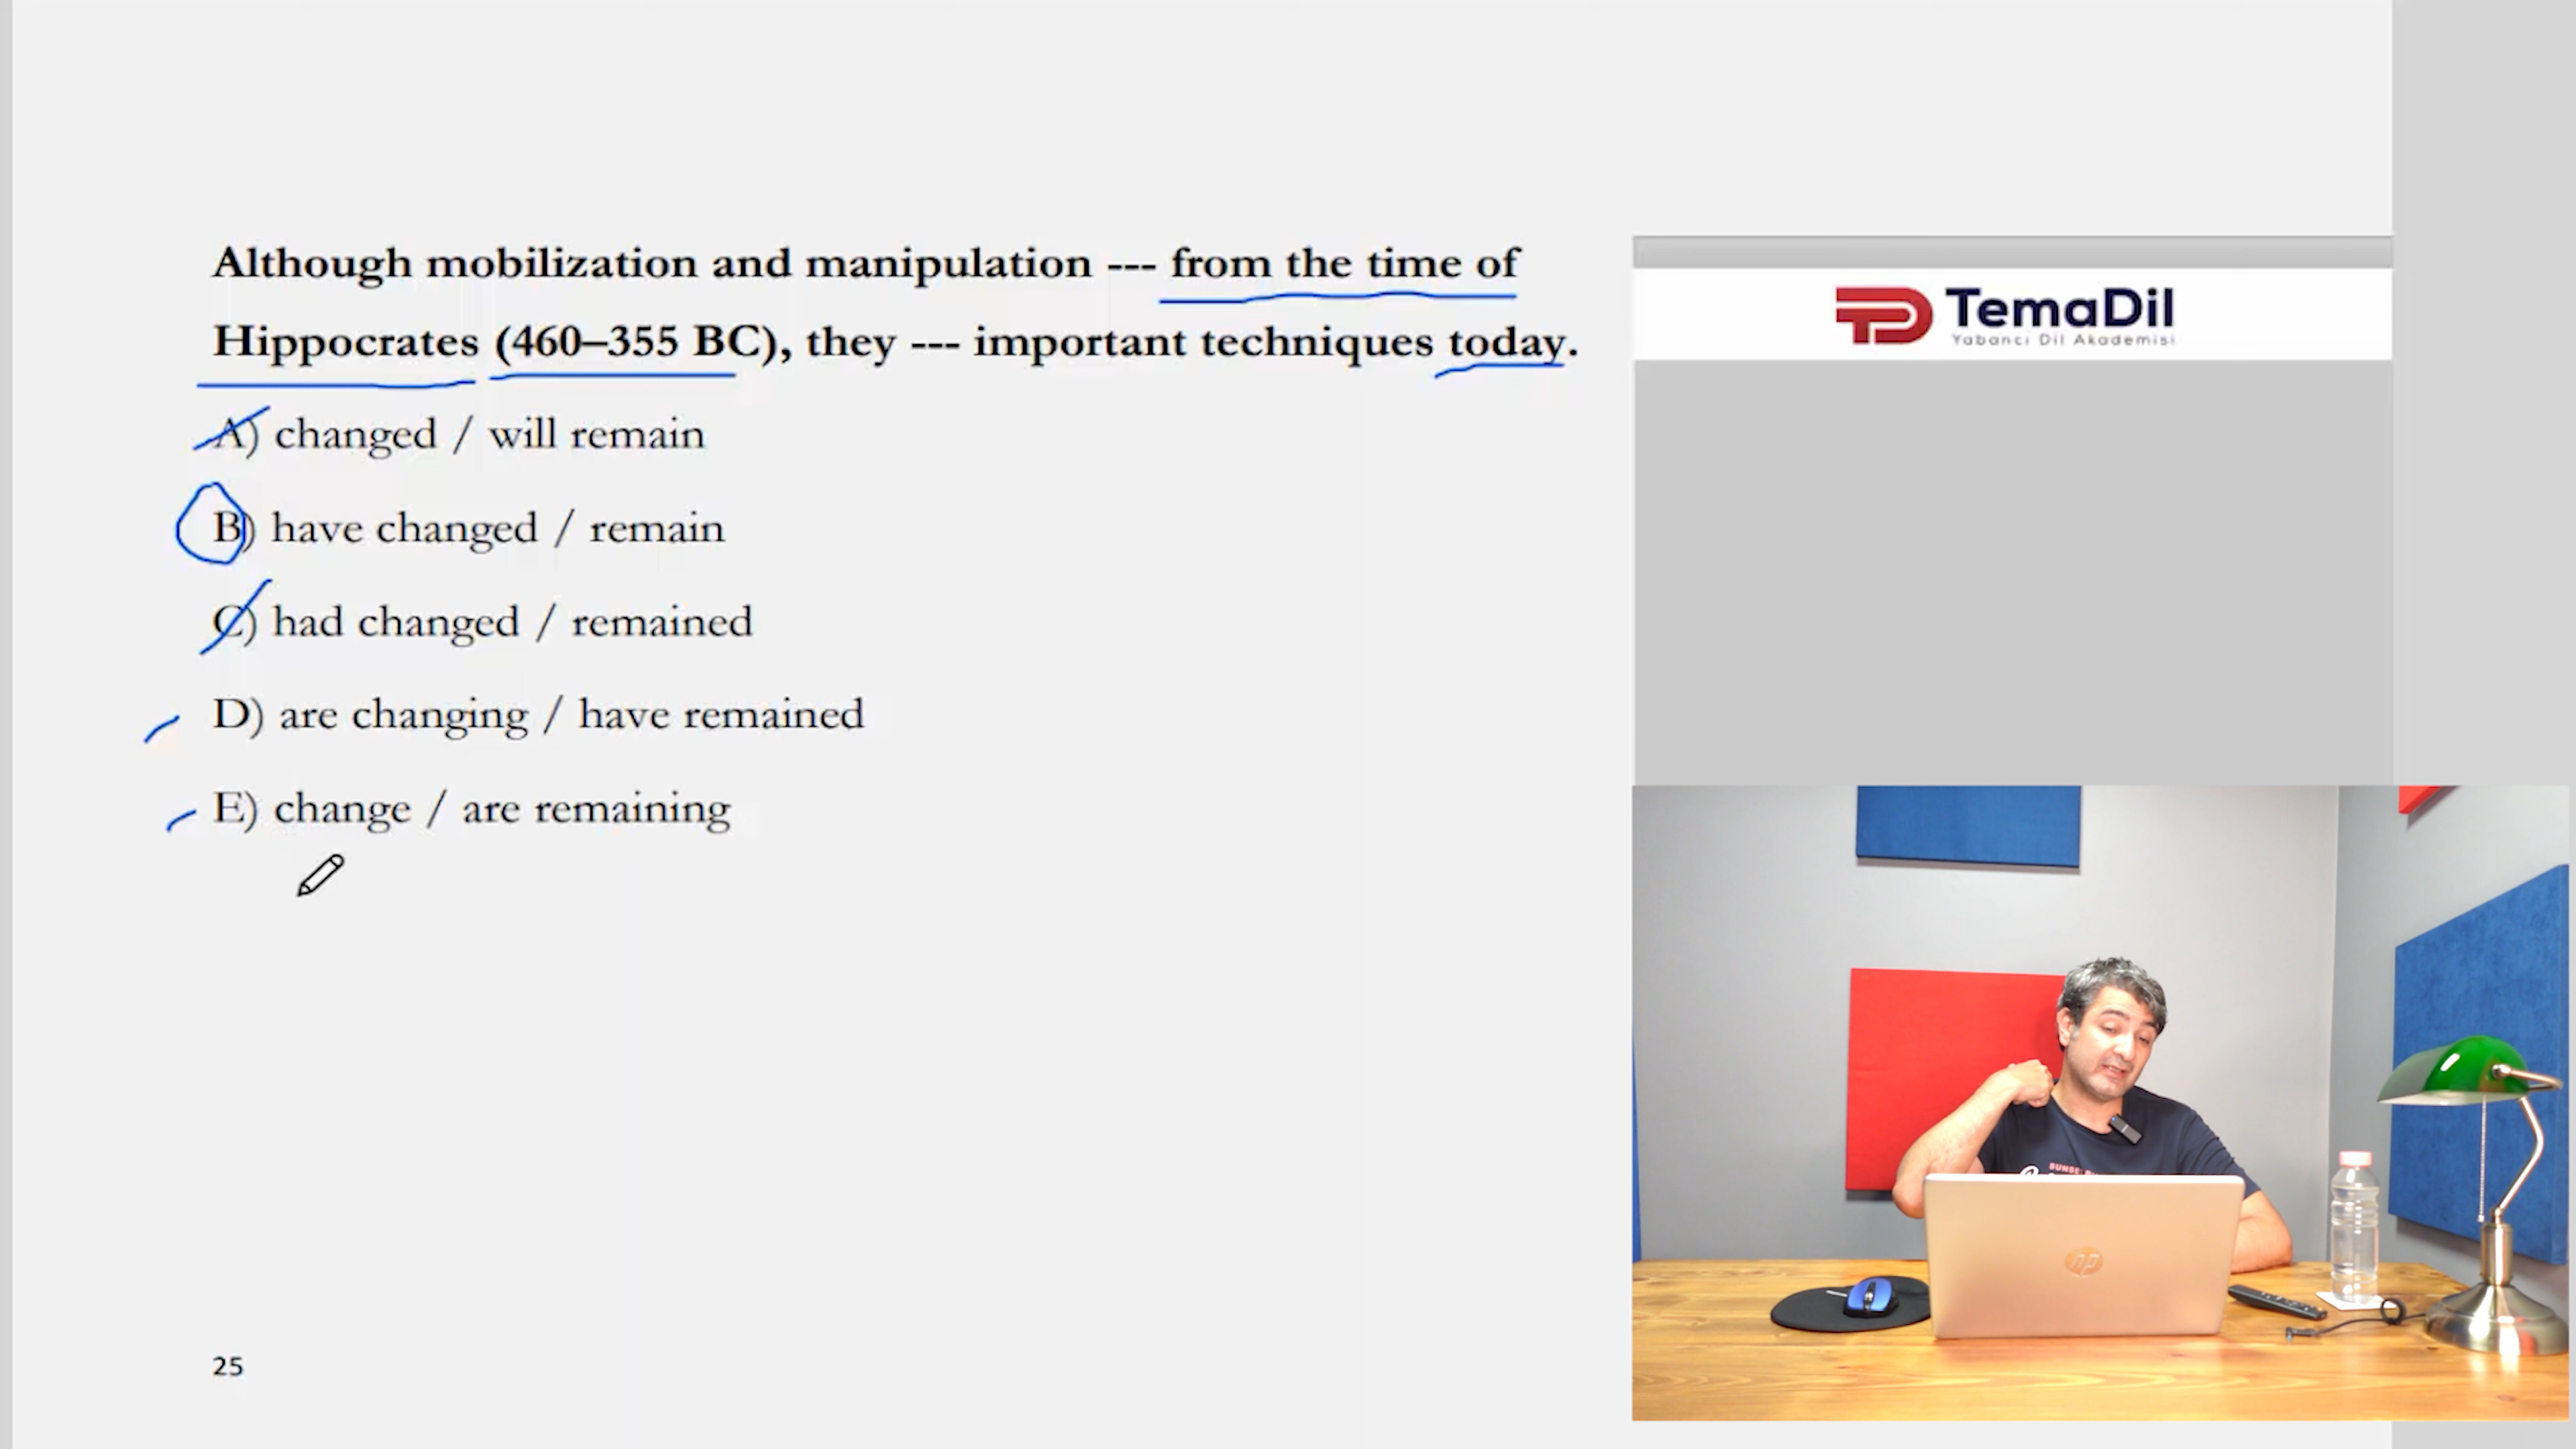 Although mobilization and manipulation --- from the time of
Hippocrates (460–355 BC), they --- important techniques today.
A) changed / will remain
B) have changed / remain
C) had changed / remained
D) are changing / have remained
E) change / are remaining
25
TemaDil
Yabancı Dil Akademisi
hp